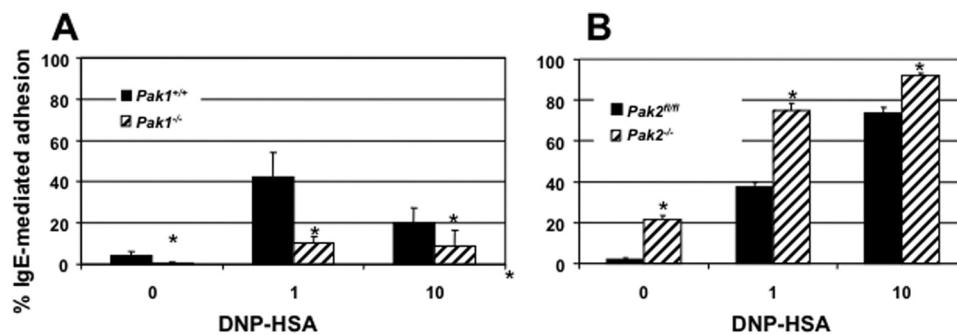 A
% IgE-mediated adhesion
100
80
60
40
20
0
Pak1+/+
Pak1-/-
*
*
*
*
0 1 10
DNP-HSA
B
100
80
60
40
20
0
Pak2fl/fl
Pak2-/-
*
*
*
0 1 10
DNP-HSA